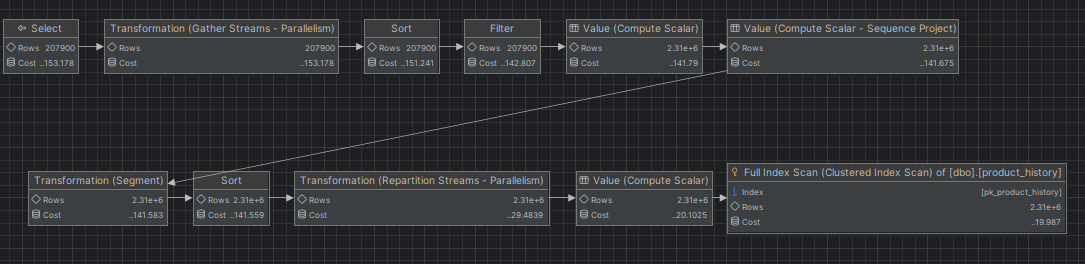 Select
Rows 207900
Cost ..153.178
Transformation (Gather Streams - Parallelism)
Rows 207900
Cost ..153.178
Sort
Rows 207900
Cost ..151.241
Filter
Rows 207900
Cost ..142.807
Value (Compute Scalar)
Rows 2.31e+6
Cost ..141.79
Value (Compute Scalar - Sequence Project)
Rows 2.31e+6
Cost ..141.675
Transformation (Segment)
Rows 2.31e+6
Cost ..141.583
Sort
Rows 2.31e+6
Cost ..141.559
Transformation (Repartition Streams - Parallelism)
Rows 2.31e+6
Cost ..29.4839
Value (Compute Scalar)
Rows 2.31e+6
Cost ..20.1025
Full Index Scan (Clustered Index Scan) of [dbo].[product_history]
Index [pk_product_history]
Rows 2.31e+6
Cost ..19.987